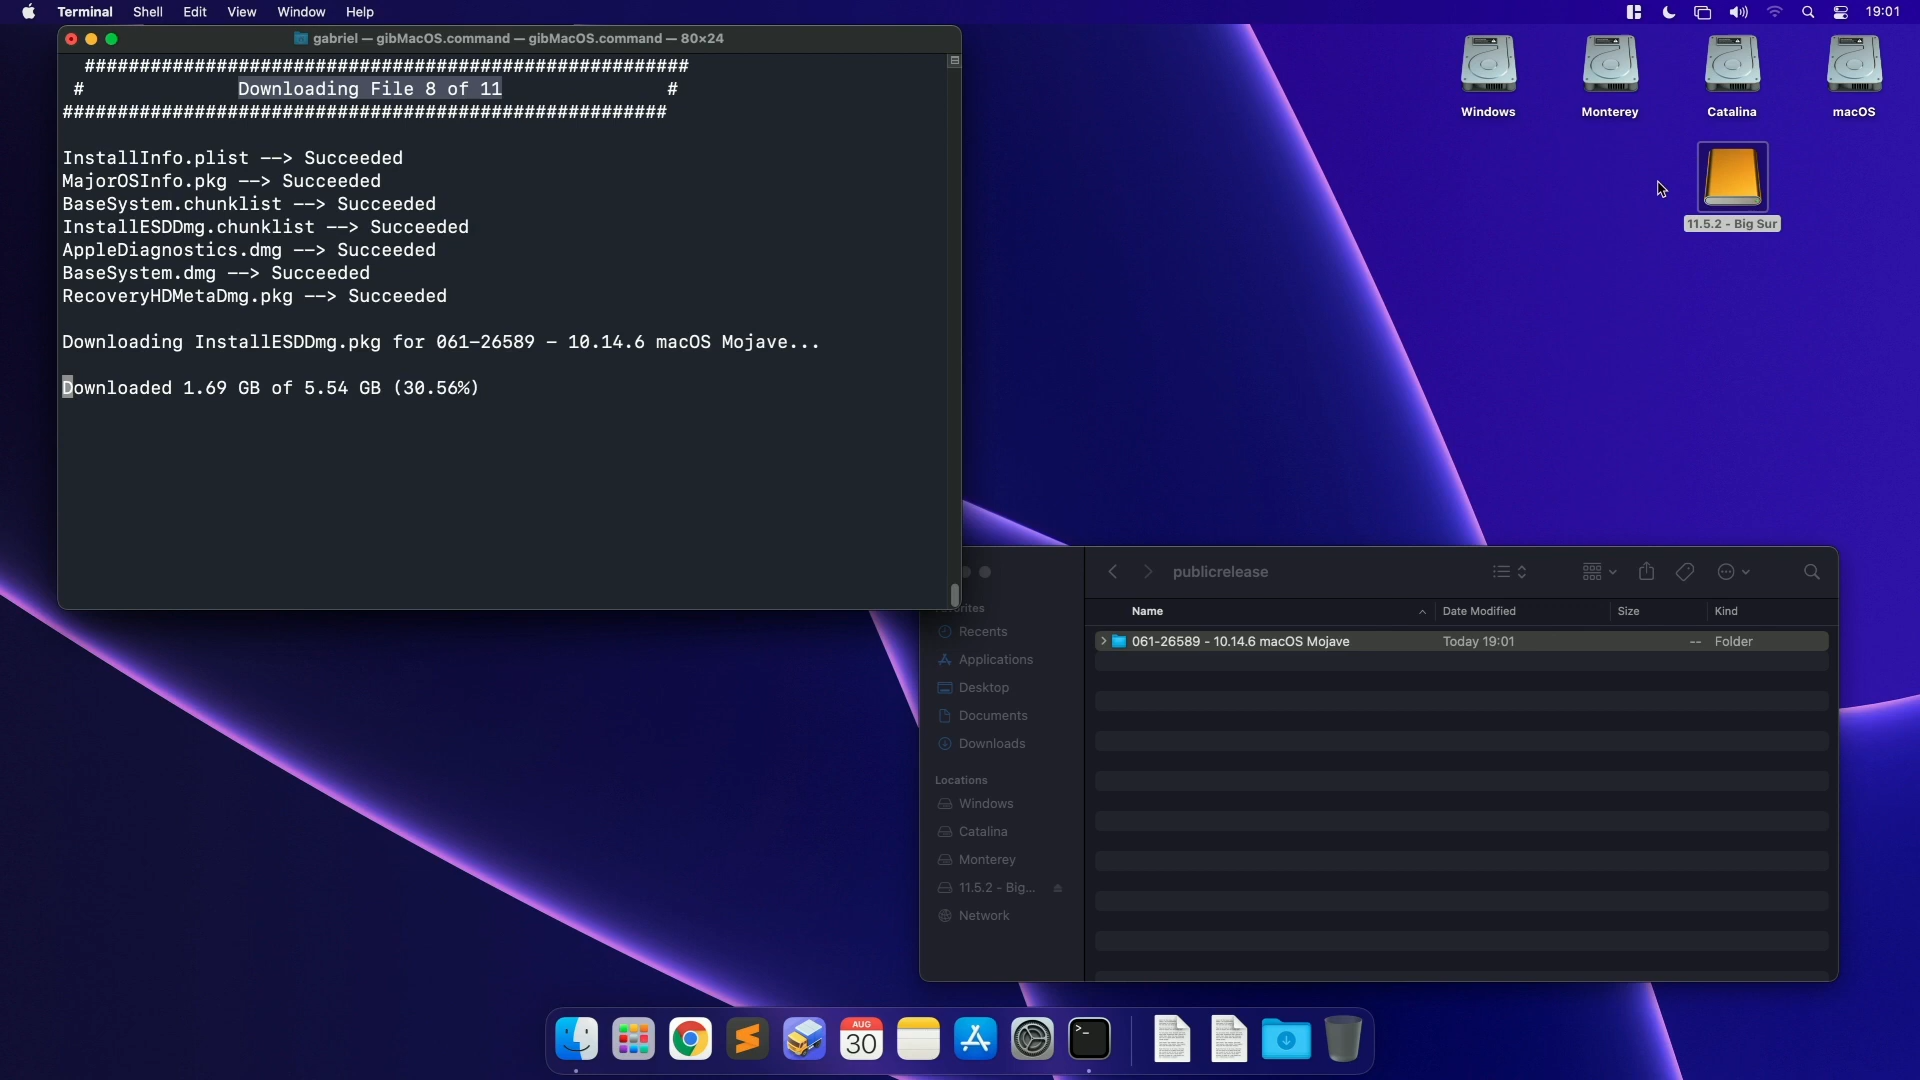 Terminal Shell Edit View Window Help 19:01
gabriel — gibMacOS.command — gibMacOS.command — 80×24
#######################################################
# Downloading File 8 of 11 #
#######################################################
InstallInfo.plist --> Succeeded
MajorOSInfo.pkg --> Succeeded
BaseSystem.chunklist --> Succeeded
InstallESDDmg.chunklist --> Succeeded
AppleDiagnostics.dmg --> Succeeded
BaseSystem.dmg --> Succeeded
RecoveryHDMetaDmg.pkg --> Succeeded
Downloading InstallESDDmg.pkg for 061-26589 - 10.14.6 macOS Mojave...
Downloaded 1.69 GB of 5.54 GB (30.56%)
Windows Monterey Catalina macOS
11.5.2 - Big Sur
publicrelease
Name Date Modified Size Kind
061-26589 - 10.14.6 macOS Mojave Today 19:01 -- Folder
Favorites
Recents
Applications
Desktop
Documents
Downloads
Locations
Windows
Catalina
Monterey
11.5.2 - Big...
Network
AUG
30
>_